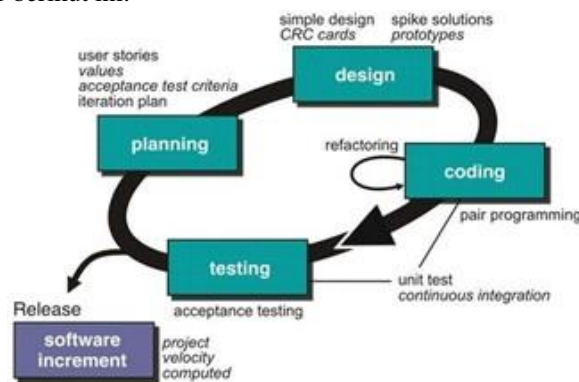 simple design
CRC cards
spike solutions
prototypes
user stories
values
acceptance test criteria
iteration plan
design
planning
refactoring
coding
pair programming
testing
unit test
continuous integration
acceptance testing
Release
software
increment
project
velocity
computed